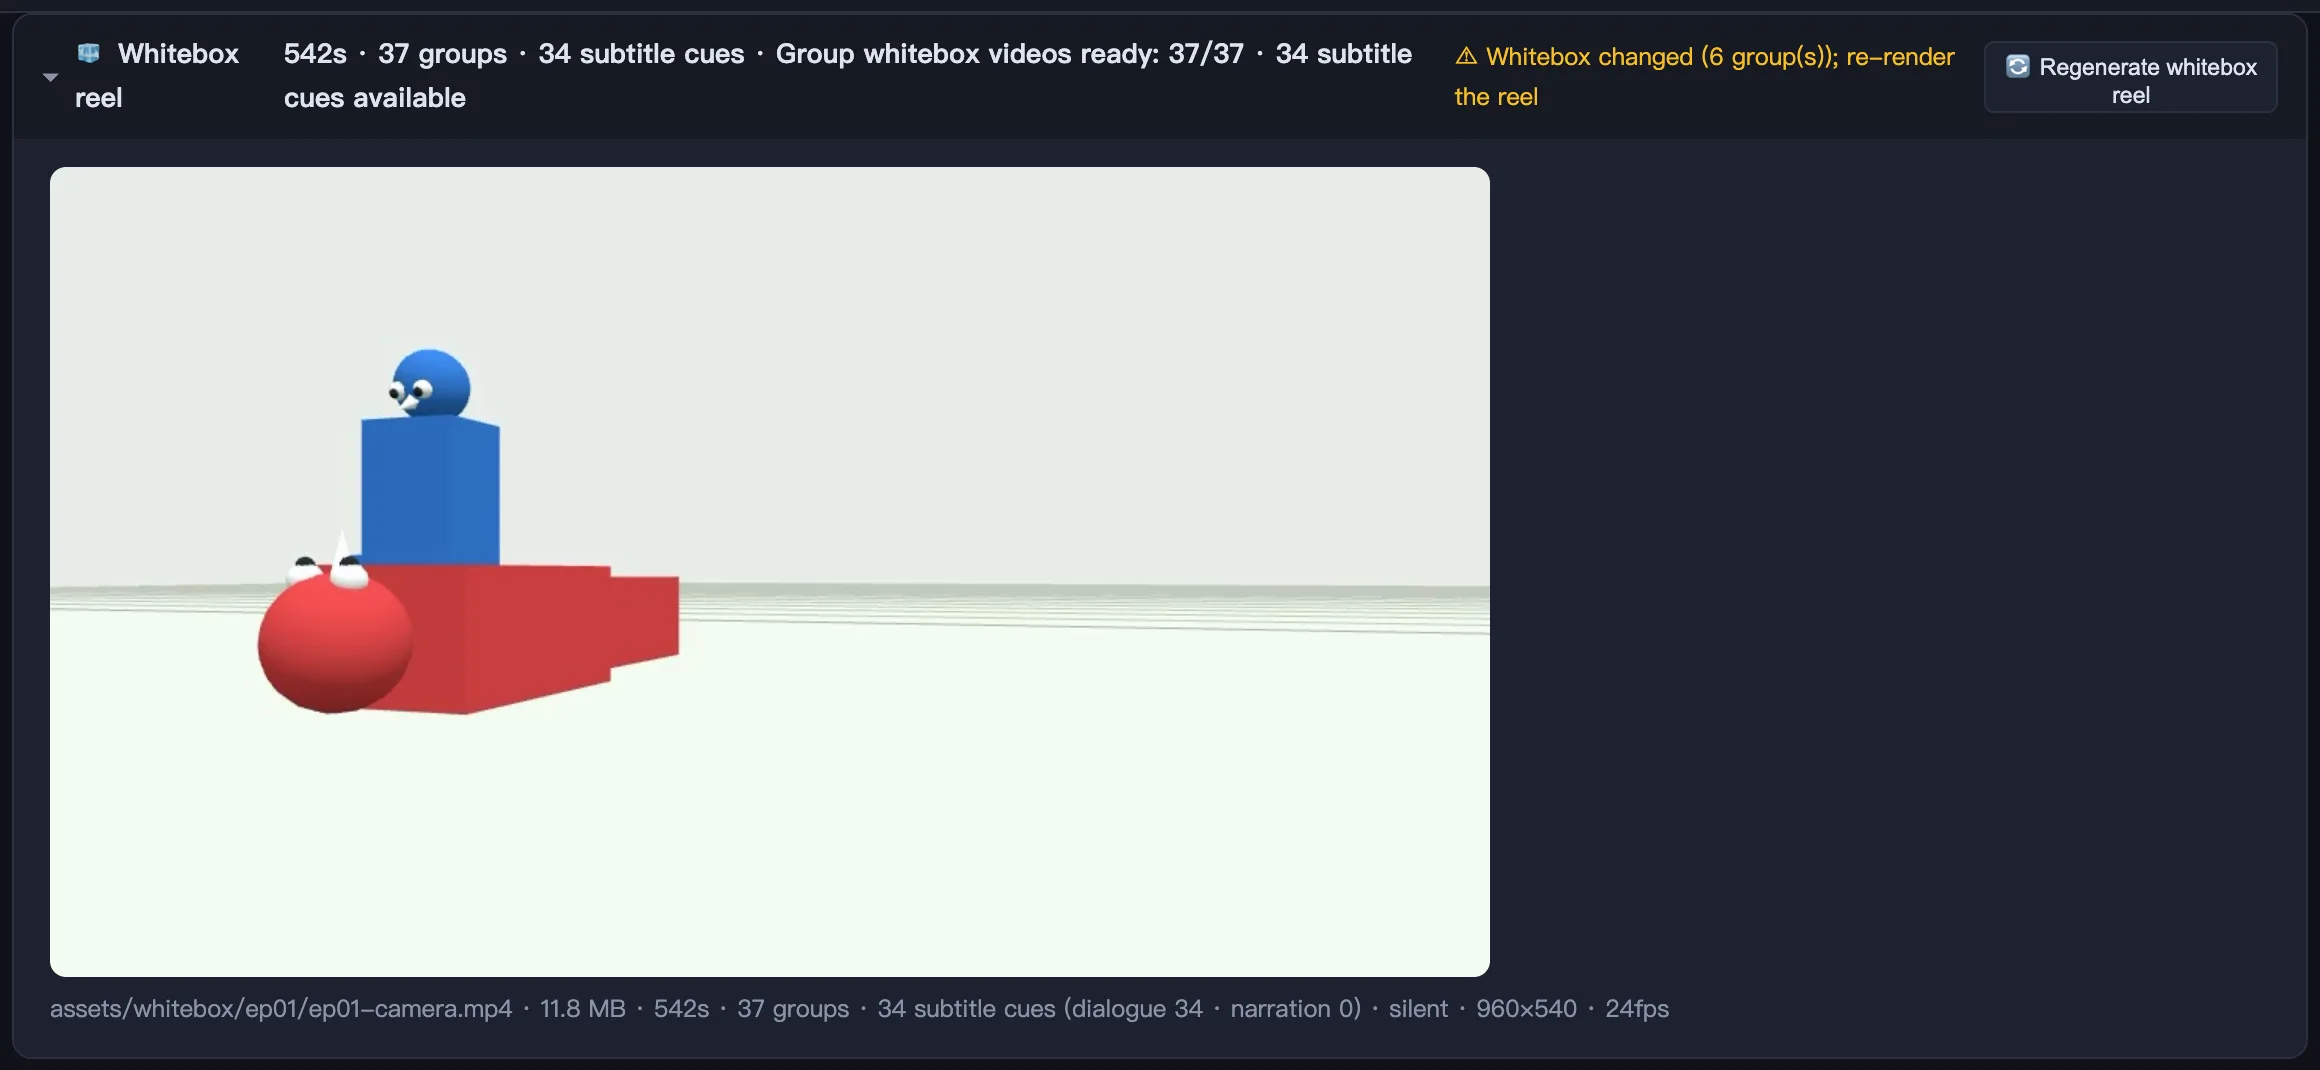 Whitebox
reel
542s · 37 groups · 34 subtitle cues · Group whitebox videos ready: 37/37 · 34 subtitle
cues available
⚠ Whitebox changed (6 group(s)); re-render
the reel
Regenerate whitebox
reel
assets/whitebox/ep01/ep01-camera.mp4 · 11.8 MB · 542s · 37 groups · 34 subtitle cues (dialogue 34 · narration 0) · silent · 960×540 · 24fps